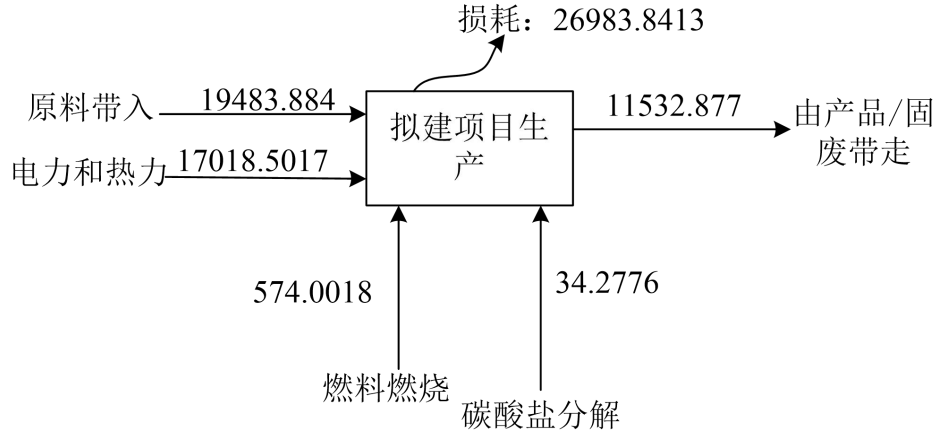 损耗：26983.8413
原料带入
19483.884
电力和热力
17018.5017
拟建项目生
产
11532.877
由产品/固
废带走
574.0018
34.2776
燃料燃烧
碳酸盐分解